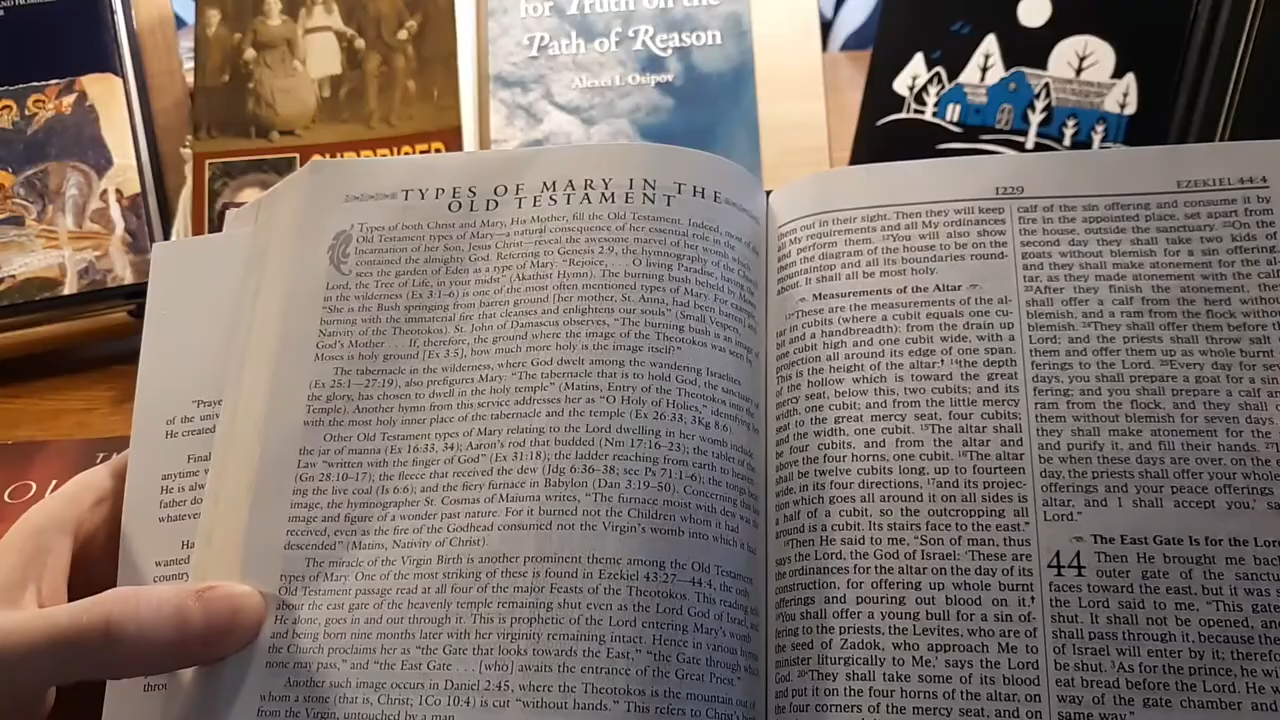 for Truth on the
Path of Reason
Alexei I. Osipov
SURPRISED
TYPES OF MARY IN THE
OLD TESTAMENT
Types of both Christ and Mary, His Mother, fill the Old Testament. Indeed, most of the
Old Testament types of Mary—a natural consequence of her essential role in the
Incarnation of her Son, Jesus Christ—reveal the awesome marvel of her womb which
contained the almighty God. Referring to Genesis 2:9, the hymnography of the Church
sees the garden of Eden as a type of Mary: “Rejoice, . . . O living Paradise, having the
Lord, the Tree of Life, in your midst” (Akathist Hymn). The burning bush beheld by Moses
in the wilderness (Ex 3:1–6) is one of the most often mentioned types of Mary. For example,
“She is the Bush springing from barren ground [her mother, St. Anna, had been barren] and
burning with the immaterial fire that cleanses and enlightens our souls” (Small Vespers,
Nativity of the Theotokos). St. John of Damascus observes, “The burning bush is an image of
God's Mother . . . If, therefore, the ground where the image of the Theotokos was seen by
Moses is holy ground [Ex 3:5], how much more holy is the image itself?”
The tabernacle in the wilderness, where God dwelt among the wandering Israelites
(Ex 25:1—27:19), also prefigures Mary: “The tabernacle that is to hold God, the sanctuary of
the glory, has chosen to dwell in the holy temple” (Matins, Entry of the Theotokos into the
Temple). Another hymn from this service addresses her as “O Holy of Holies,” identifying her
with the most holy inner place of the tabernacle and the temple (Ex 26:33, 3Kg 8:6).
Other Old Testament types of Mary relating to the Lord dwelling in her womb include
the jar of manna (Ex 16:33, 34); Aaron's rod that budded (Nm 17:16–23); the tablet of the
Law “written with the finger of God” (Ex 31:18); the ladder reaching from earth to heaven
(Gn 28:10–17); the fleece that received the dew (Jdg 6:36–38; see Ps 71:1–6); the tongs bear-
ing the live coal (Is 6:6); and the fiery furnace in Babylon (Dan 3:19–50). Concerning this last
image, the hymnographer St. Cosmas of Maiuma writes, “The furnace moist with dew was the
image and figure of a wonder past nature. For it burned not the Children whom it had
received, even as the fire of the Godhead consumed not the Virgin's womb into which it had
descended” (Matins, Nativity of Christ).
The miracle of the Virgin Birth is another prominent theme among the Old Testament
types of Mary. One of the most striking of these is found in Ezekiel 43:27—44:4, the only
Old Testament passage read at all four of the major Feasts of the Theotokos. This reading tells
about the east gate of the heavenly temple remaining shut even as the Lord God of Israel, and
He alone, goes in and out through it. This is prophetic of the Lord entering Mary's womb
and being born nine months later with her virginity remaining intact. Hence in various hymns
the Church proclaims her as “the Gate that looks towards the East,” “the Gate through which
none may pass,” and “the East Gate . . . [who] awaits the entrance of the Great Priest.”
Another such image occurs in Daniel 2:45, where the Theotokos is the mountain out of
whom a stone (that is, Christ; 1Co 10:4) is cut “without hands.” This refers to Christ's
from the Virgin, untouched by a man.
"Praye
of the univ
He created
Final
anytime
He is alw
father do
whatever
Ha
wanted
country
1229
EZEKIEL 44:4
them out in their sight. Then they will keep
all My requirements and all My ordinances
and perform them. 12You will also show
them the diagram of the house to be on the
mountaintop and all its boundaries round-
about. It shall be most holy.
Measurements of the Altar
13“These are the measurements of the al-
tar in cubits (where a cubit equals one cu-
bit and a handbreadth): from the drain up
one cubit high and one cubit wide, with a
projection all around its edge of one span.
This is the height of the altar:† 14the depth
of the hollow which is toward the great
mercy seat, below this, two cubits; and its
width, one cubit; and from the little mercy
seat to the great mercy seat, four cubits;
and the width, one cubit. 15The altar shall
be four cubits, and from the altar and
above the four horns, one cubit. 16The altar
shall be twelve cubits long, up to fourteen
wide, in its four directions, 17and its projec-
tion which goes all around it on all sides is
a half of a cubit, so the outcropping all
around is a cubit. Its stairs face to the east.”
18Then He said to me, “Son of man, thus
says the Lord, the God of Israel: ‘These are
the ordinances for the altar on the day of its
construction, for offering up whole burnt
offerings and pouring out blood on it.†
19You shall offer a young bull for a sin of-
fering to the priests, the Levites, who are of
the seed of Zadok, who approach Me to
minister liturgically to Me,’ says the Lord
God. 20“They shall take some of its blood
and put it on the four horns of the altar, on
the four corners of the mercy seat, and on
calf of the sin offering and consume it by
fire in the appointed place, set apart from
the house, outside the sanctuary. 22On the
second day they shall take two kids of
goats without blemish for a sin offering
and they shall make atonement for the al-
tar, as they made atonement with the calf
23After they finish the atonement, the
shall offer a calf from the herd withou
blemish, and a ram from the flock withou
blemish. 24They shall offer them before t
Lord; and the priests shall throw salt
them and offer them up as whole burnt
ferings to the Lord. 25Every day for sev
days, you shall prepare a goat for a sin
fering; and you shall prepare a calf an
ram from the flock, and they shall
them without blemish for seven days.
they shall make atonement for the
and purify it, and fill their hands. 27
be when these days are over, on the
day, the priests shall offer your whole
offerings and your peace offerings
altar, and I shall accept you,’ sa
Lord.”
The East Gate Is for the Lor
44 Then He brought me bac
outer gate of the sanctu
faces toward the east, but it was s
the Lord said to me, “This gate
shut. It shall not be opened, an
shall pass through it, because the
of Israel will enter by it; therefo
be shut. 3As for the prince, he wi
eat bread before the Lord. He w
way of the gate chamber and
same way.